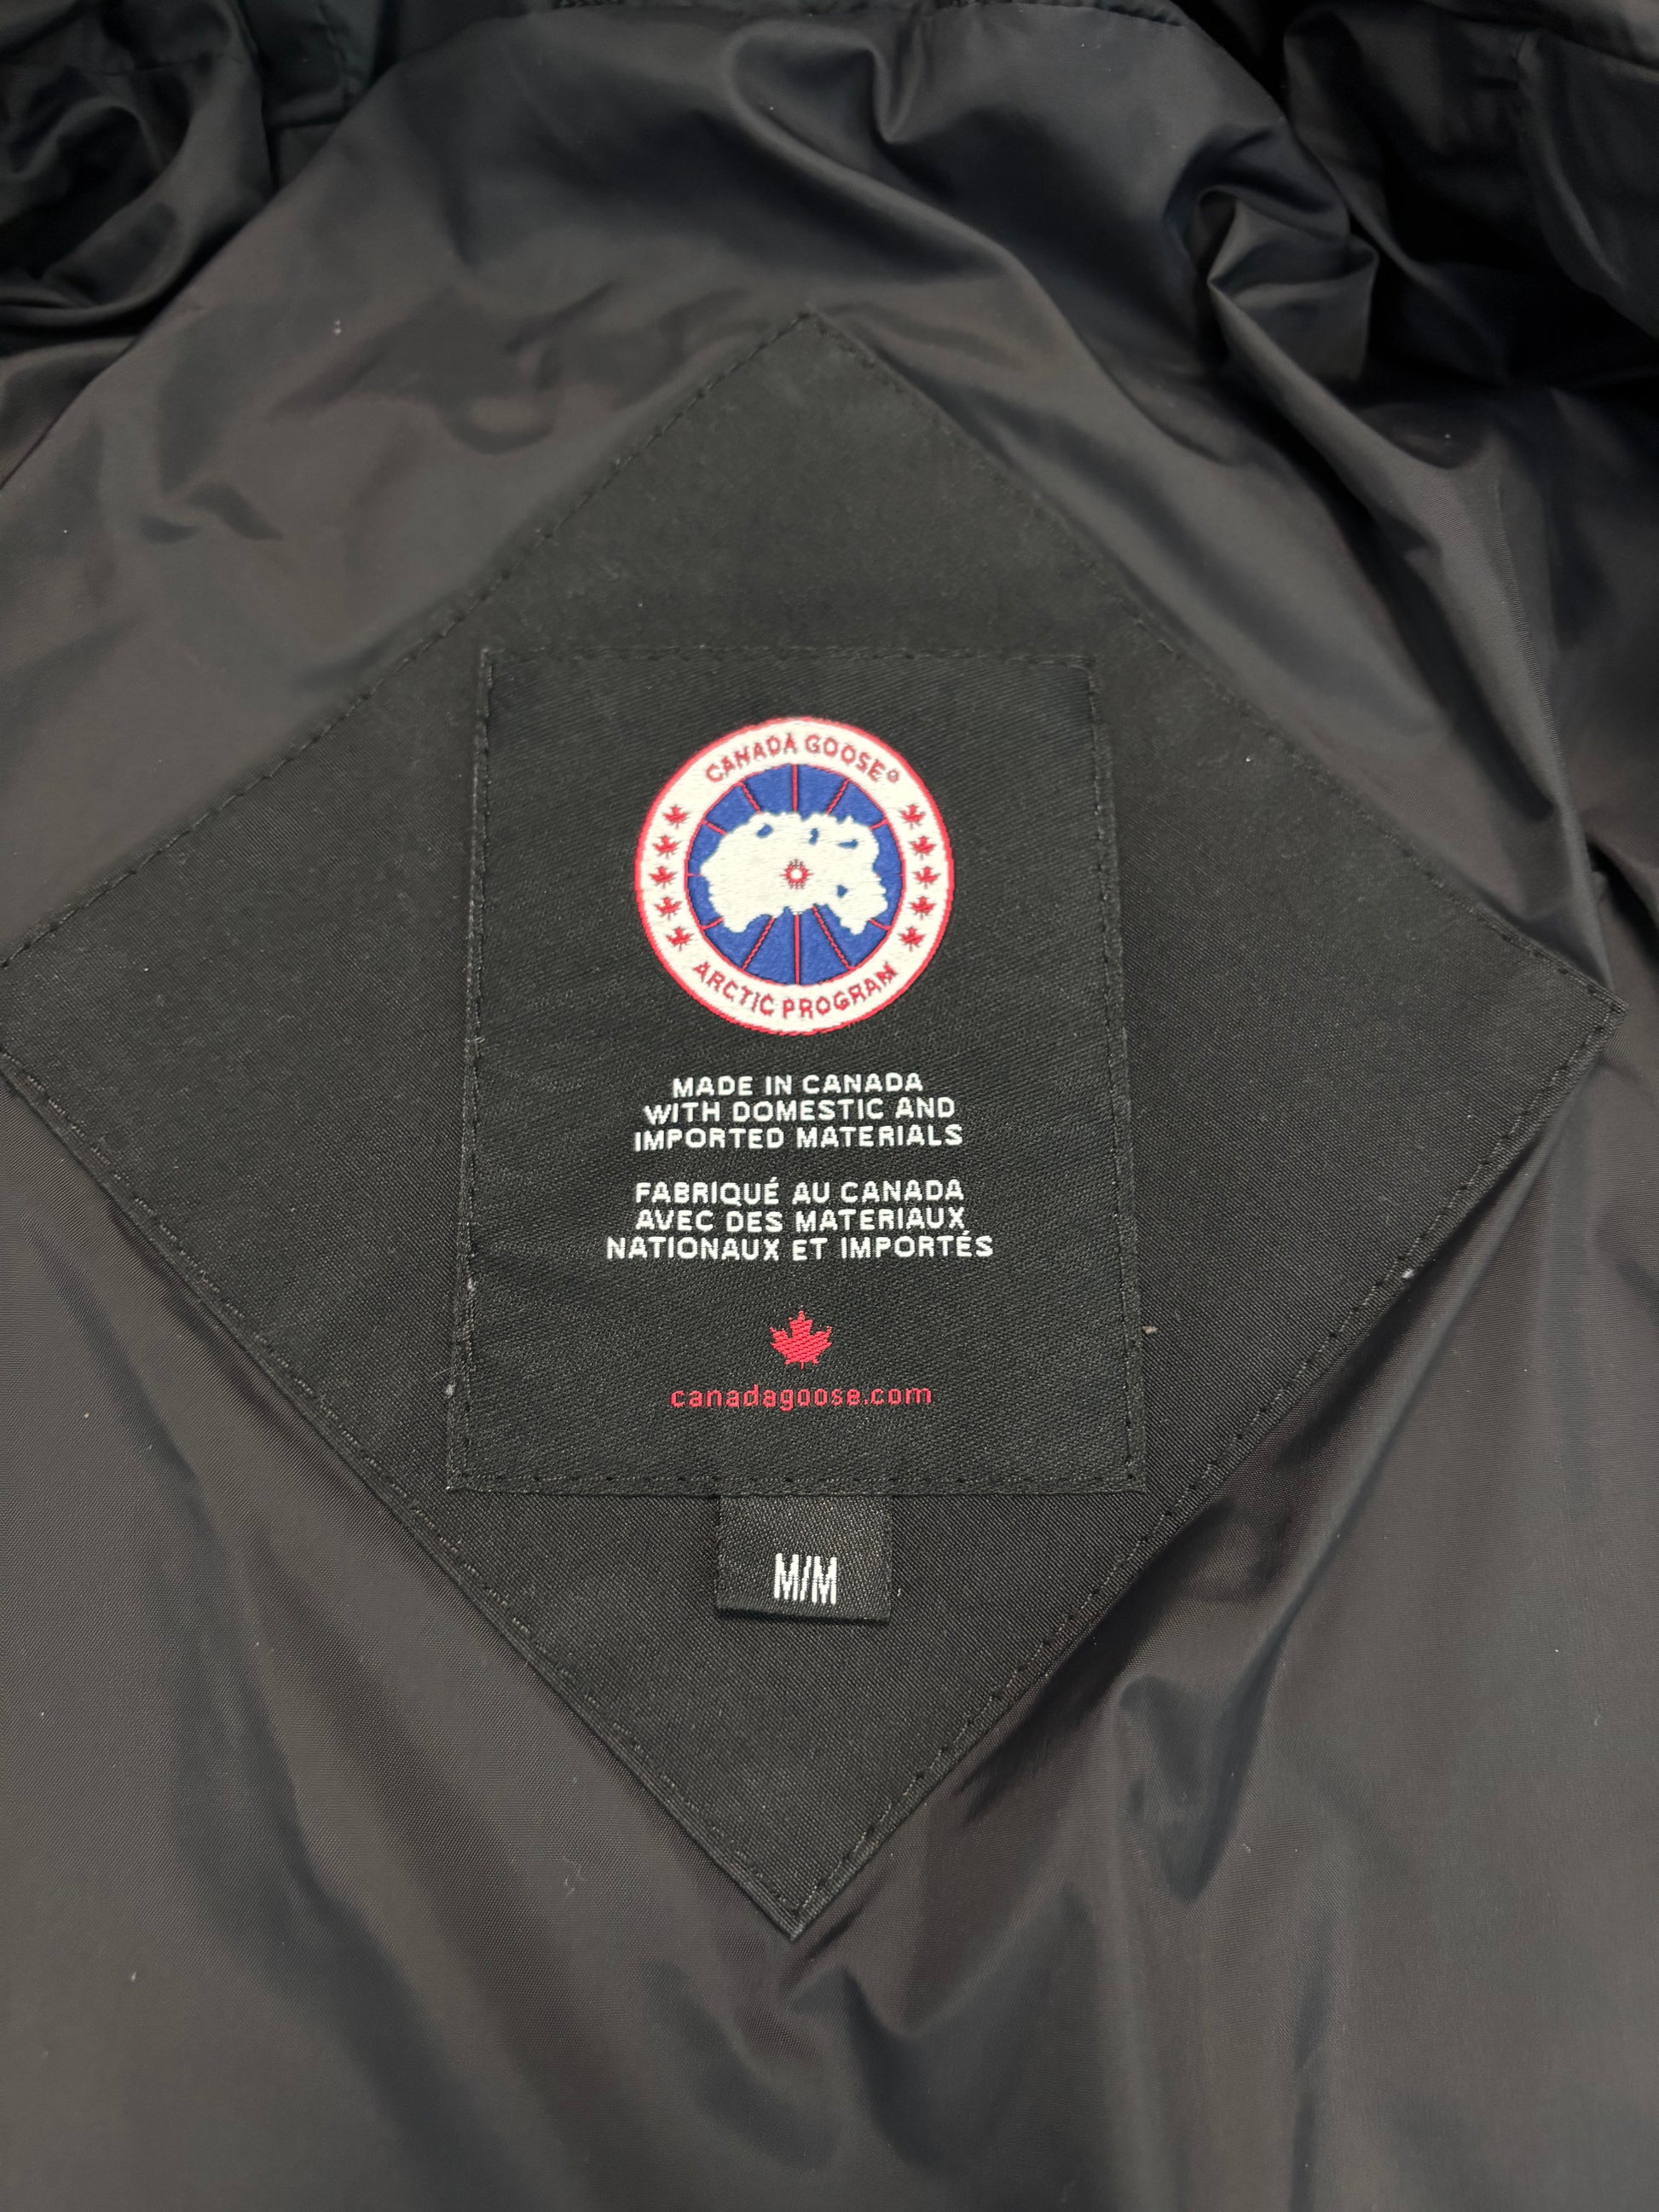 CANADA GOOSE®
ARCTIC PROGRAM
MADE IN CANADA
WITH DOMESTIC AND
IMPORTED MATERIALS
FABRIQUÉ AU CANADA
AVEC DES MATERIAUX
NATIONAUX ET IMPORTÉS
canadagoose.com
M/M